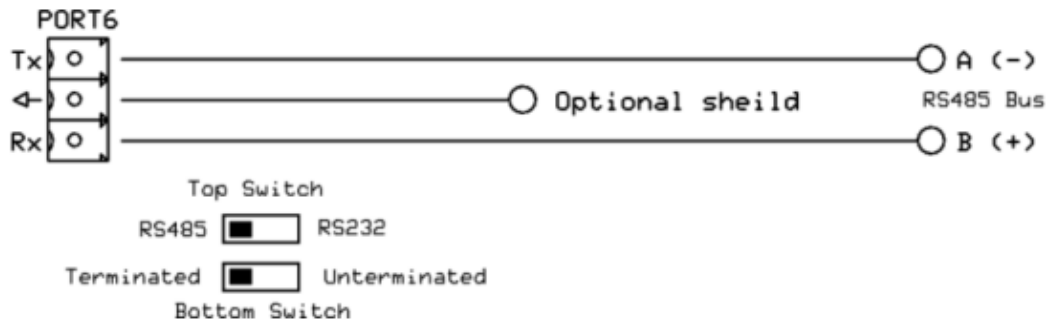 PORT6
Tx A (-)
Optional sheild RS485 Bus
Rx B (+)
Top Switch
RS485 RS232
Terminated Unterminated
Bottom Switch